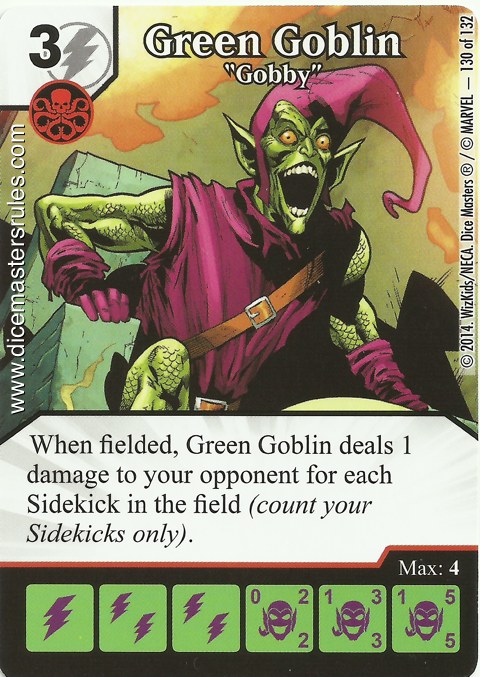 3
Green Goblin
"Gobby"
www.dicemastersrules.com
© 2014. WizKids/NECA. Dice Masters ® / © MARVEL — 130 of 132
When fielded, Green Goblin deals 1
damage to your opponent for each
Sidekick in the field (count your
Sidekicks only).
Max: 4
0 2 2
1 3 3
1 5 5